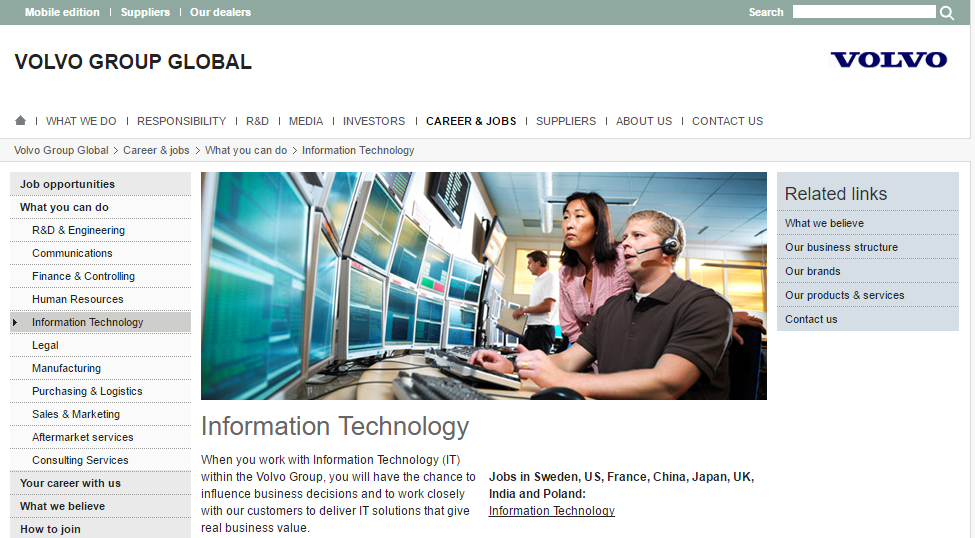 Mobile edition | Suppliers | Our dealers
Search
VOLVO GROUP GLOBAL
VOLVO
WHAT WE DO | RESPONSIBILITY | R&D | MEDIA | INVESTORS | CAREER & JOBS | SUPPLIERS | ABOUT US | CONTACT US
Volvo Group Global > Career & jobs > What you can do > Information Technology
Job opportunities
What you can do
R&D & Engineering
Communications
Finance & Controlling
Human Resources
Information Technology
Legal
Manufacturing
Purchasing & Logistics
Sales & Marketing
Aftermarket services
Consulting Services
Your career with us
What we believe
How to join
Information Technology
When you work with Information Technology (IT)
within the Volvo Group, you will have the chance to
influence business decisions and to work closely
with our customers to deliver IT solutions that give
real business value.
Jobs in Sweden, US, France, China, Japan, UK,
India and Poland:
Information Technology
Related links
What we believe
Our business structure
Our brands
Our products & services
Contact us